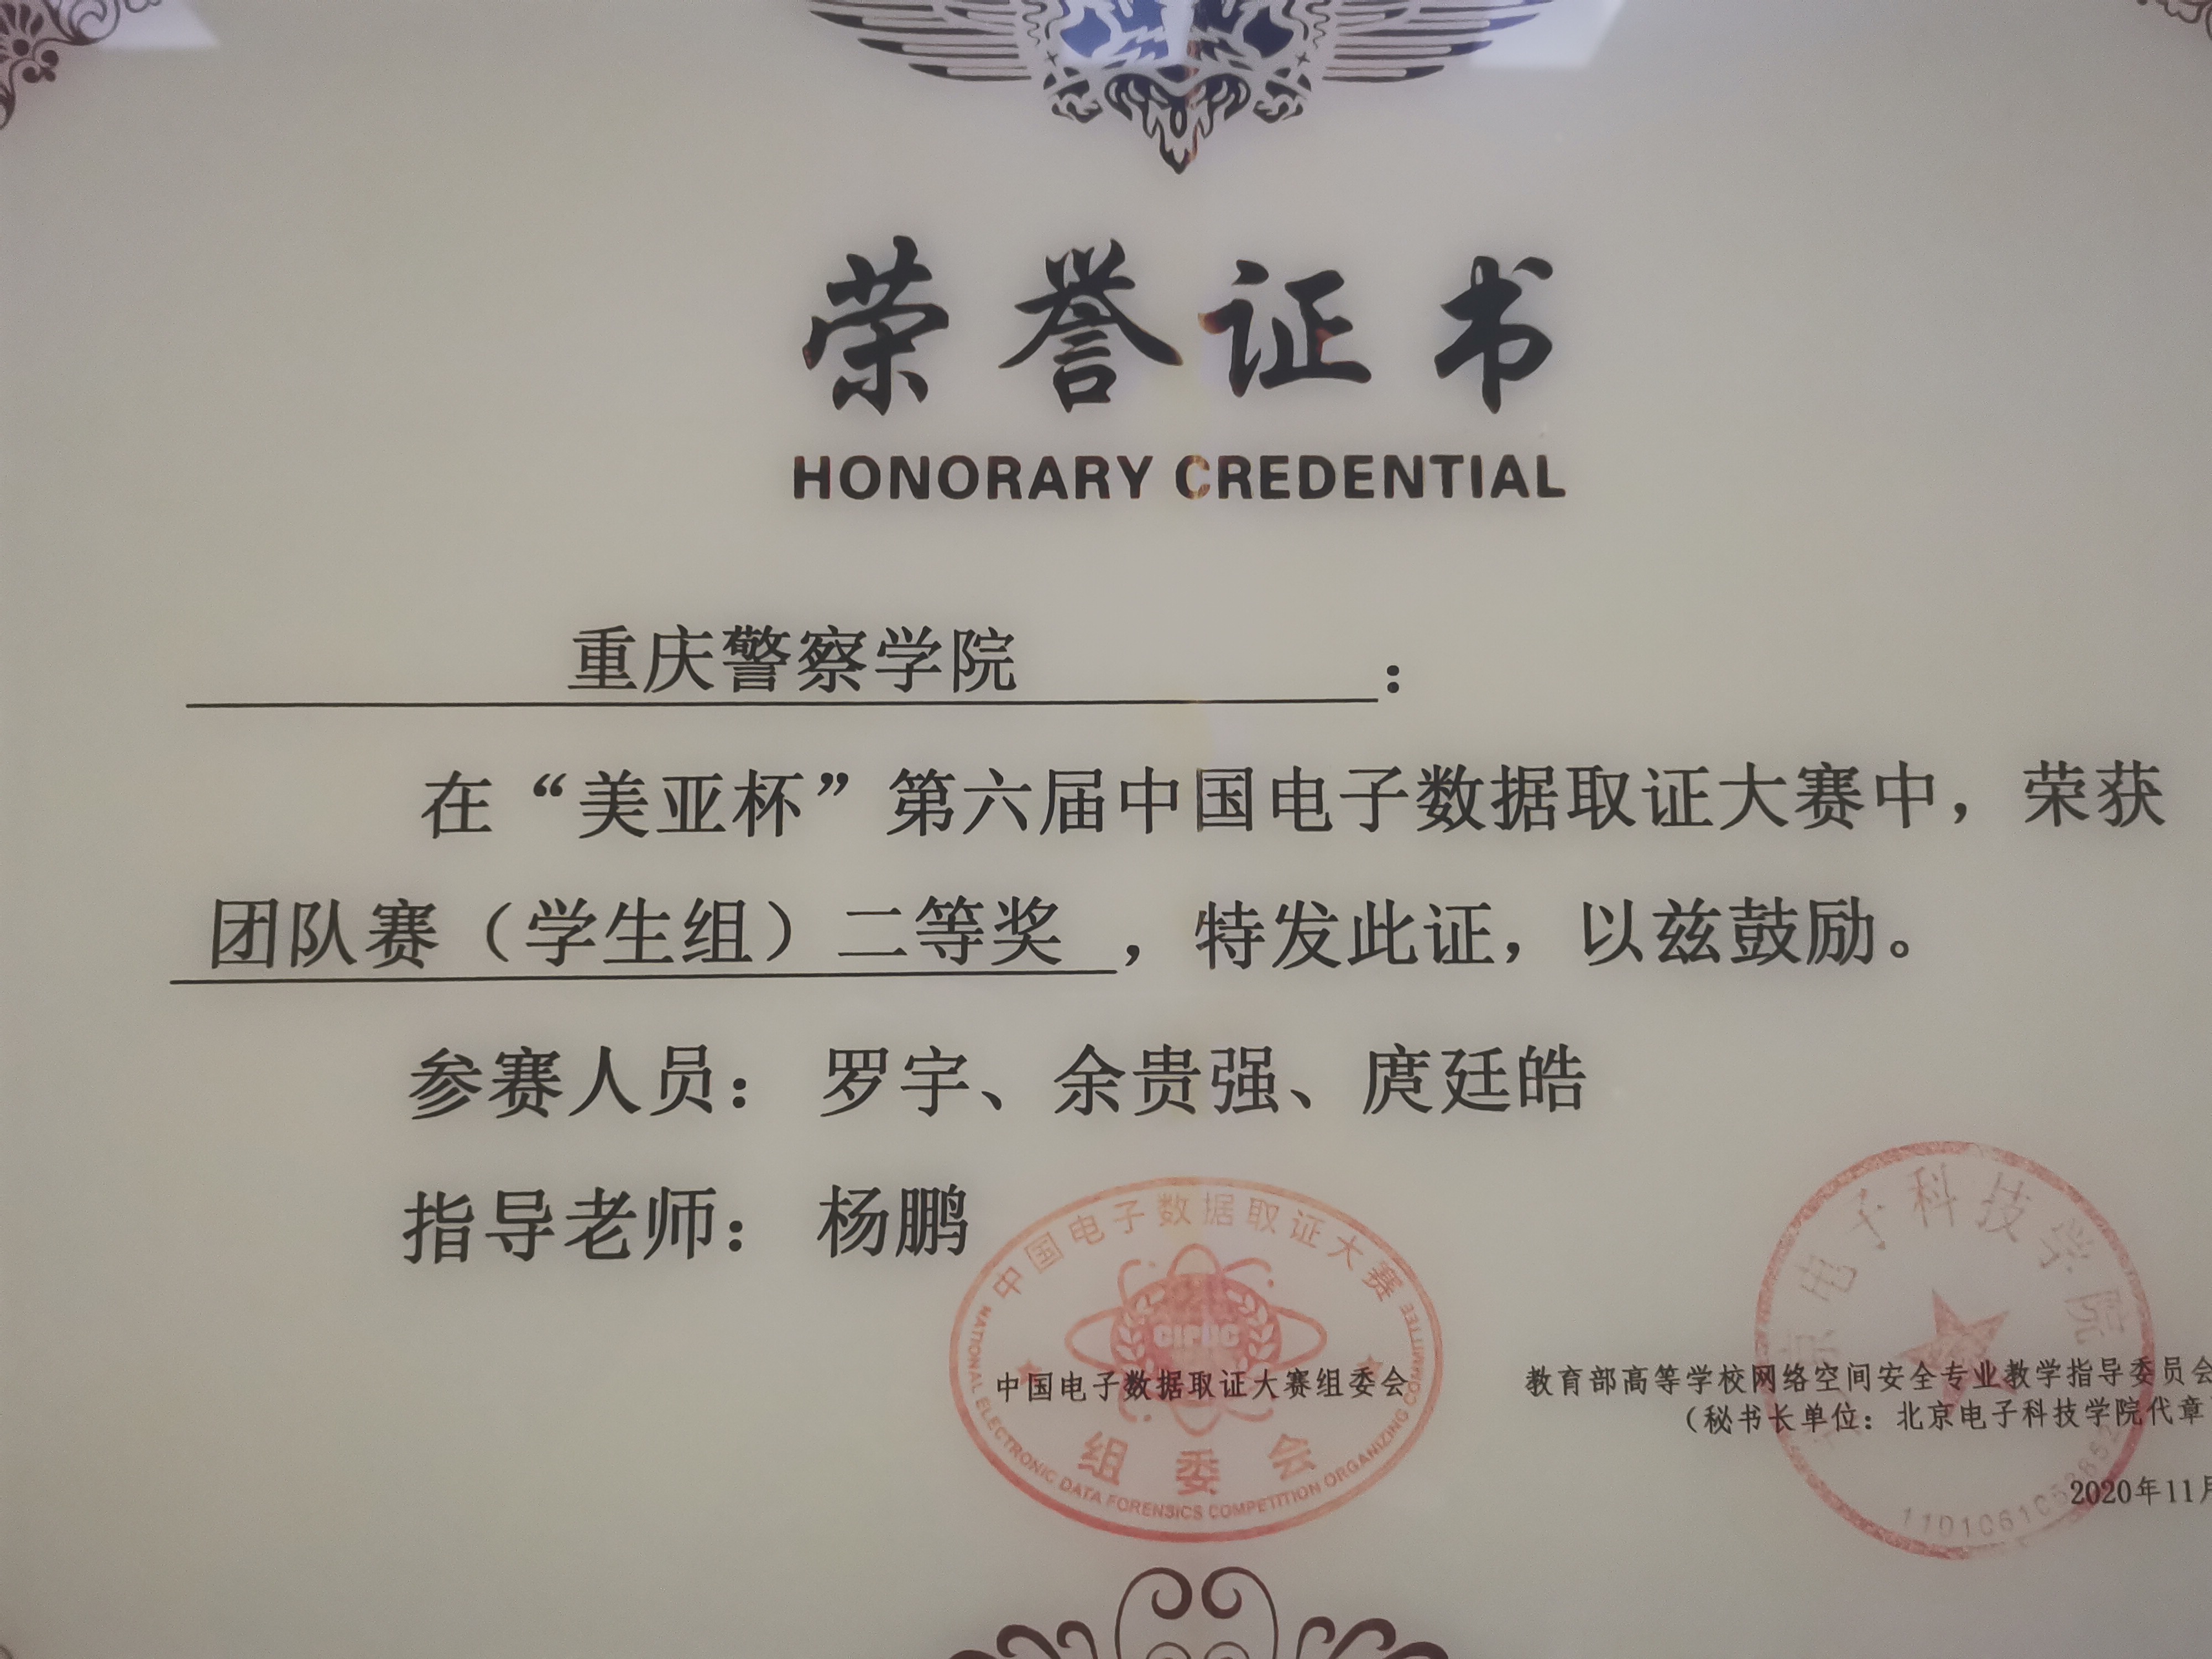 荣誉证书
HONORARY CREDENTIAL
重庆警察学院：
在“美亚杯”第六届中国电子数据取证大赛中，荣获
团队赛（学生组）二等奖，特发此证，以兹鼓励。
参赛人员： 罗宇、余贵强、庹廷皓
指导老师： 杨鹏
中国电子数据取证大赛
CIFDC
中国电子数据取证大赛组委会
组委会
NATIONAL ELECTRONIC DATA FORENSICS COMPETITION ORGANIZING COMMITTEE
电子科技学院
教育部高等学校网络空间安全专业教学指导委员会
（秘书长单位：北京电子科技学院代章
2020年11月